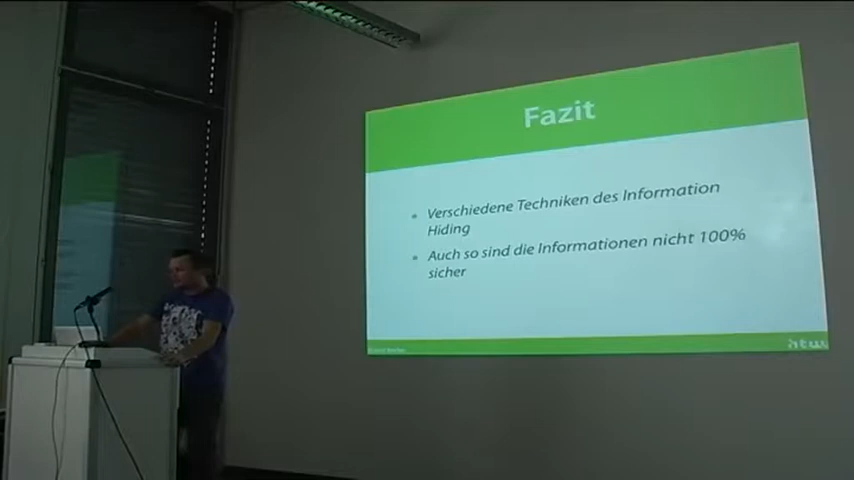 Fazit
• Verschiedene Techniken des Information
Hiding
• Auch so sind die Informationen nicht 100%
sicher
htw